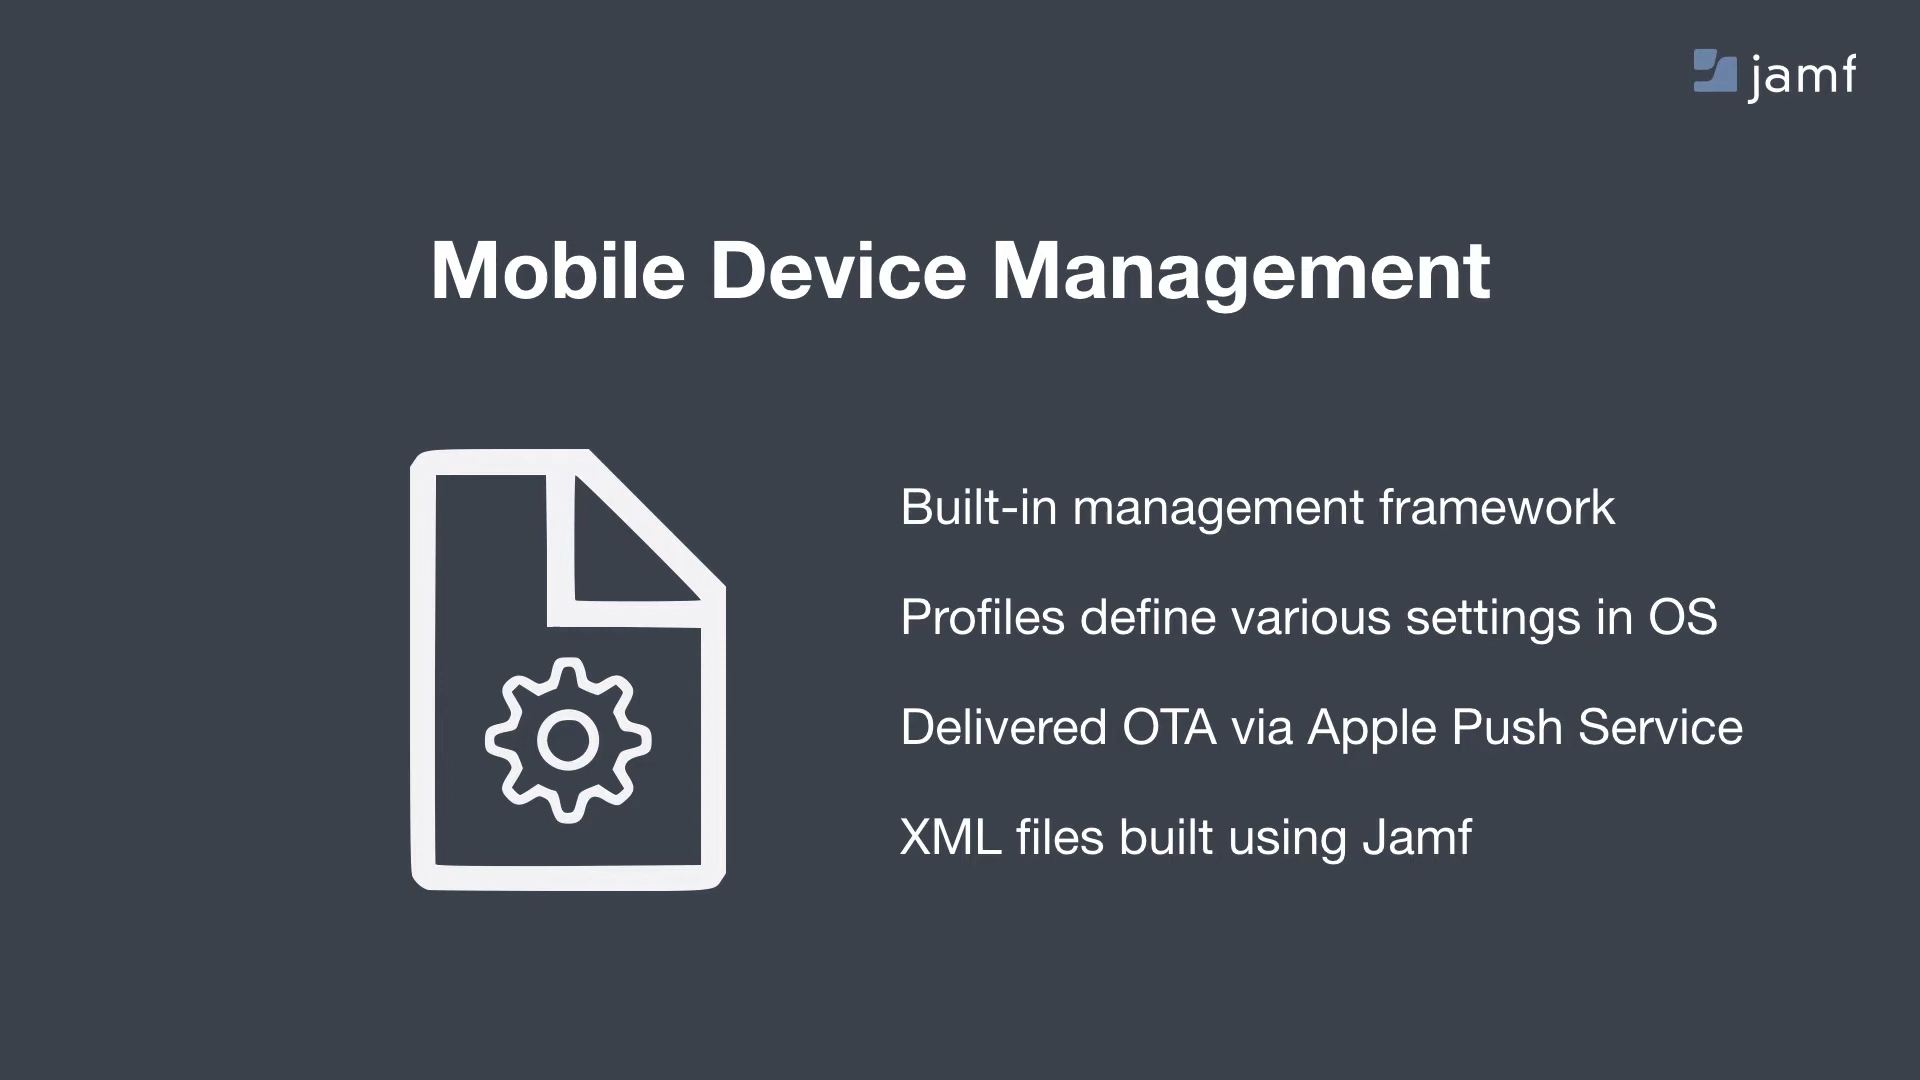 jamf
Mobile Device Management
Built-in management framework
Profiles define various settings in OS
Delivered OTA via Apple Push Service
XML files built using Jamf